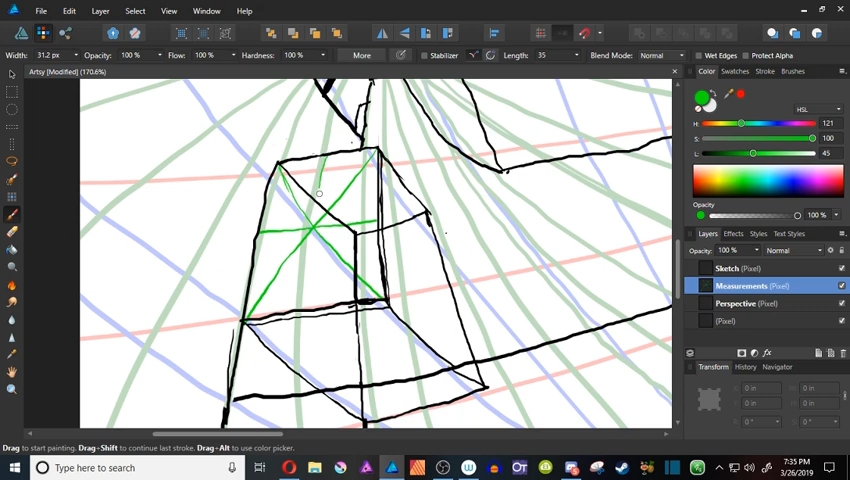 File Edit Layer Select View Window Help
Width: 31.2 px Opacity: 100 % Flow: 100 % Hardness: 100 % More Stabilizer Length: 35 Blend Mode: Normal Wet Edges Protect Alpha
Artsy [Modified] (170.6%)
Color Swatches Stroke Brushes
HSL
H: 121
S: 100
L: 45
Opacity
100 %
Layers Effects Styles Text Styles
Opacity: 100 % Normal
Sketch (Pixel)
Measurements (Pixel)
Perspective (Pixel)
(Pixel)
Transform History Navigator
X: 0 in W: 0 in
Y: 0 in H: 0 in
R: 0 ° S: 0 °
Drag to start painting. Drag+Shift to continue last stroke. Drag+Alt to use color picker.
Type here to search
7:35 PM
3/26/2019